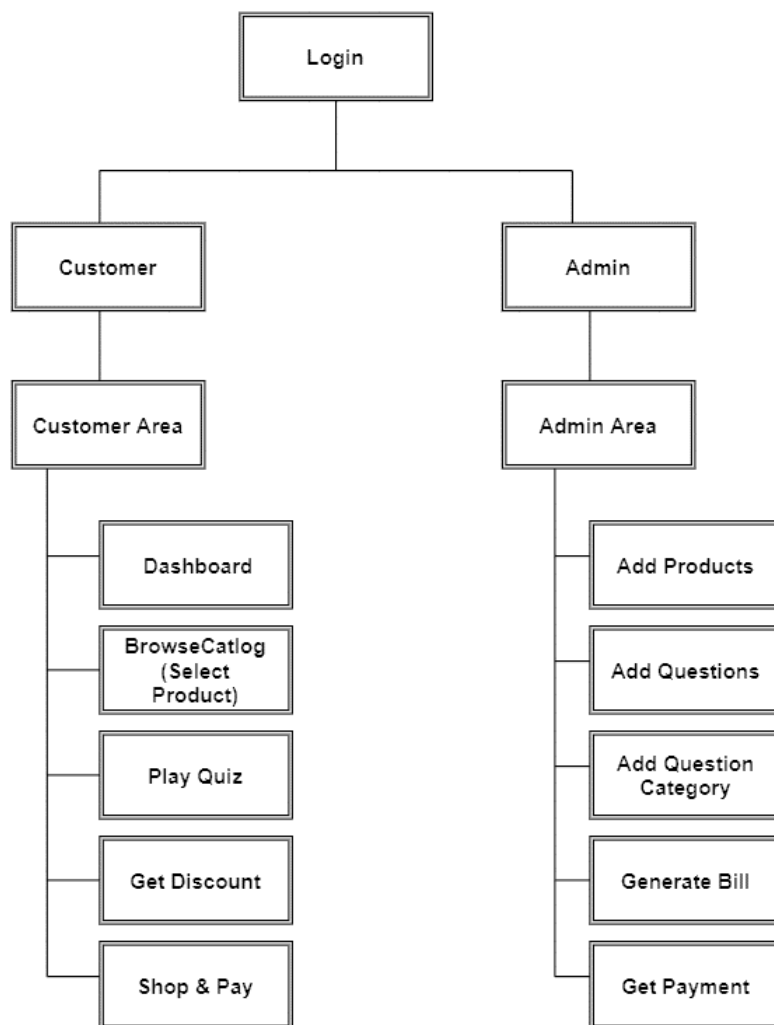 Login
Customer
Admin
Customer Area
Admin Area
Dashboard
Add Products
BrowseCatlog
(Select
Product)
Add Questions
Play Quiz
Add Question
Category
Get Discount
Generate Bill
Shop & Pay
Get Payment